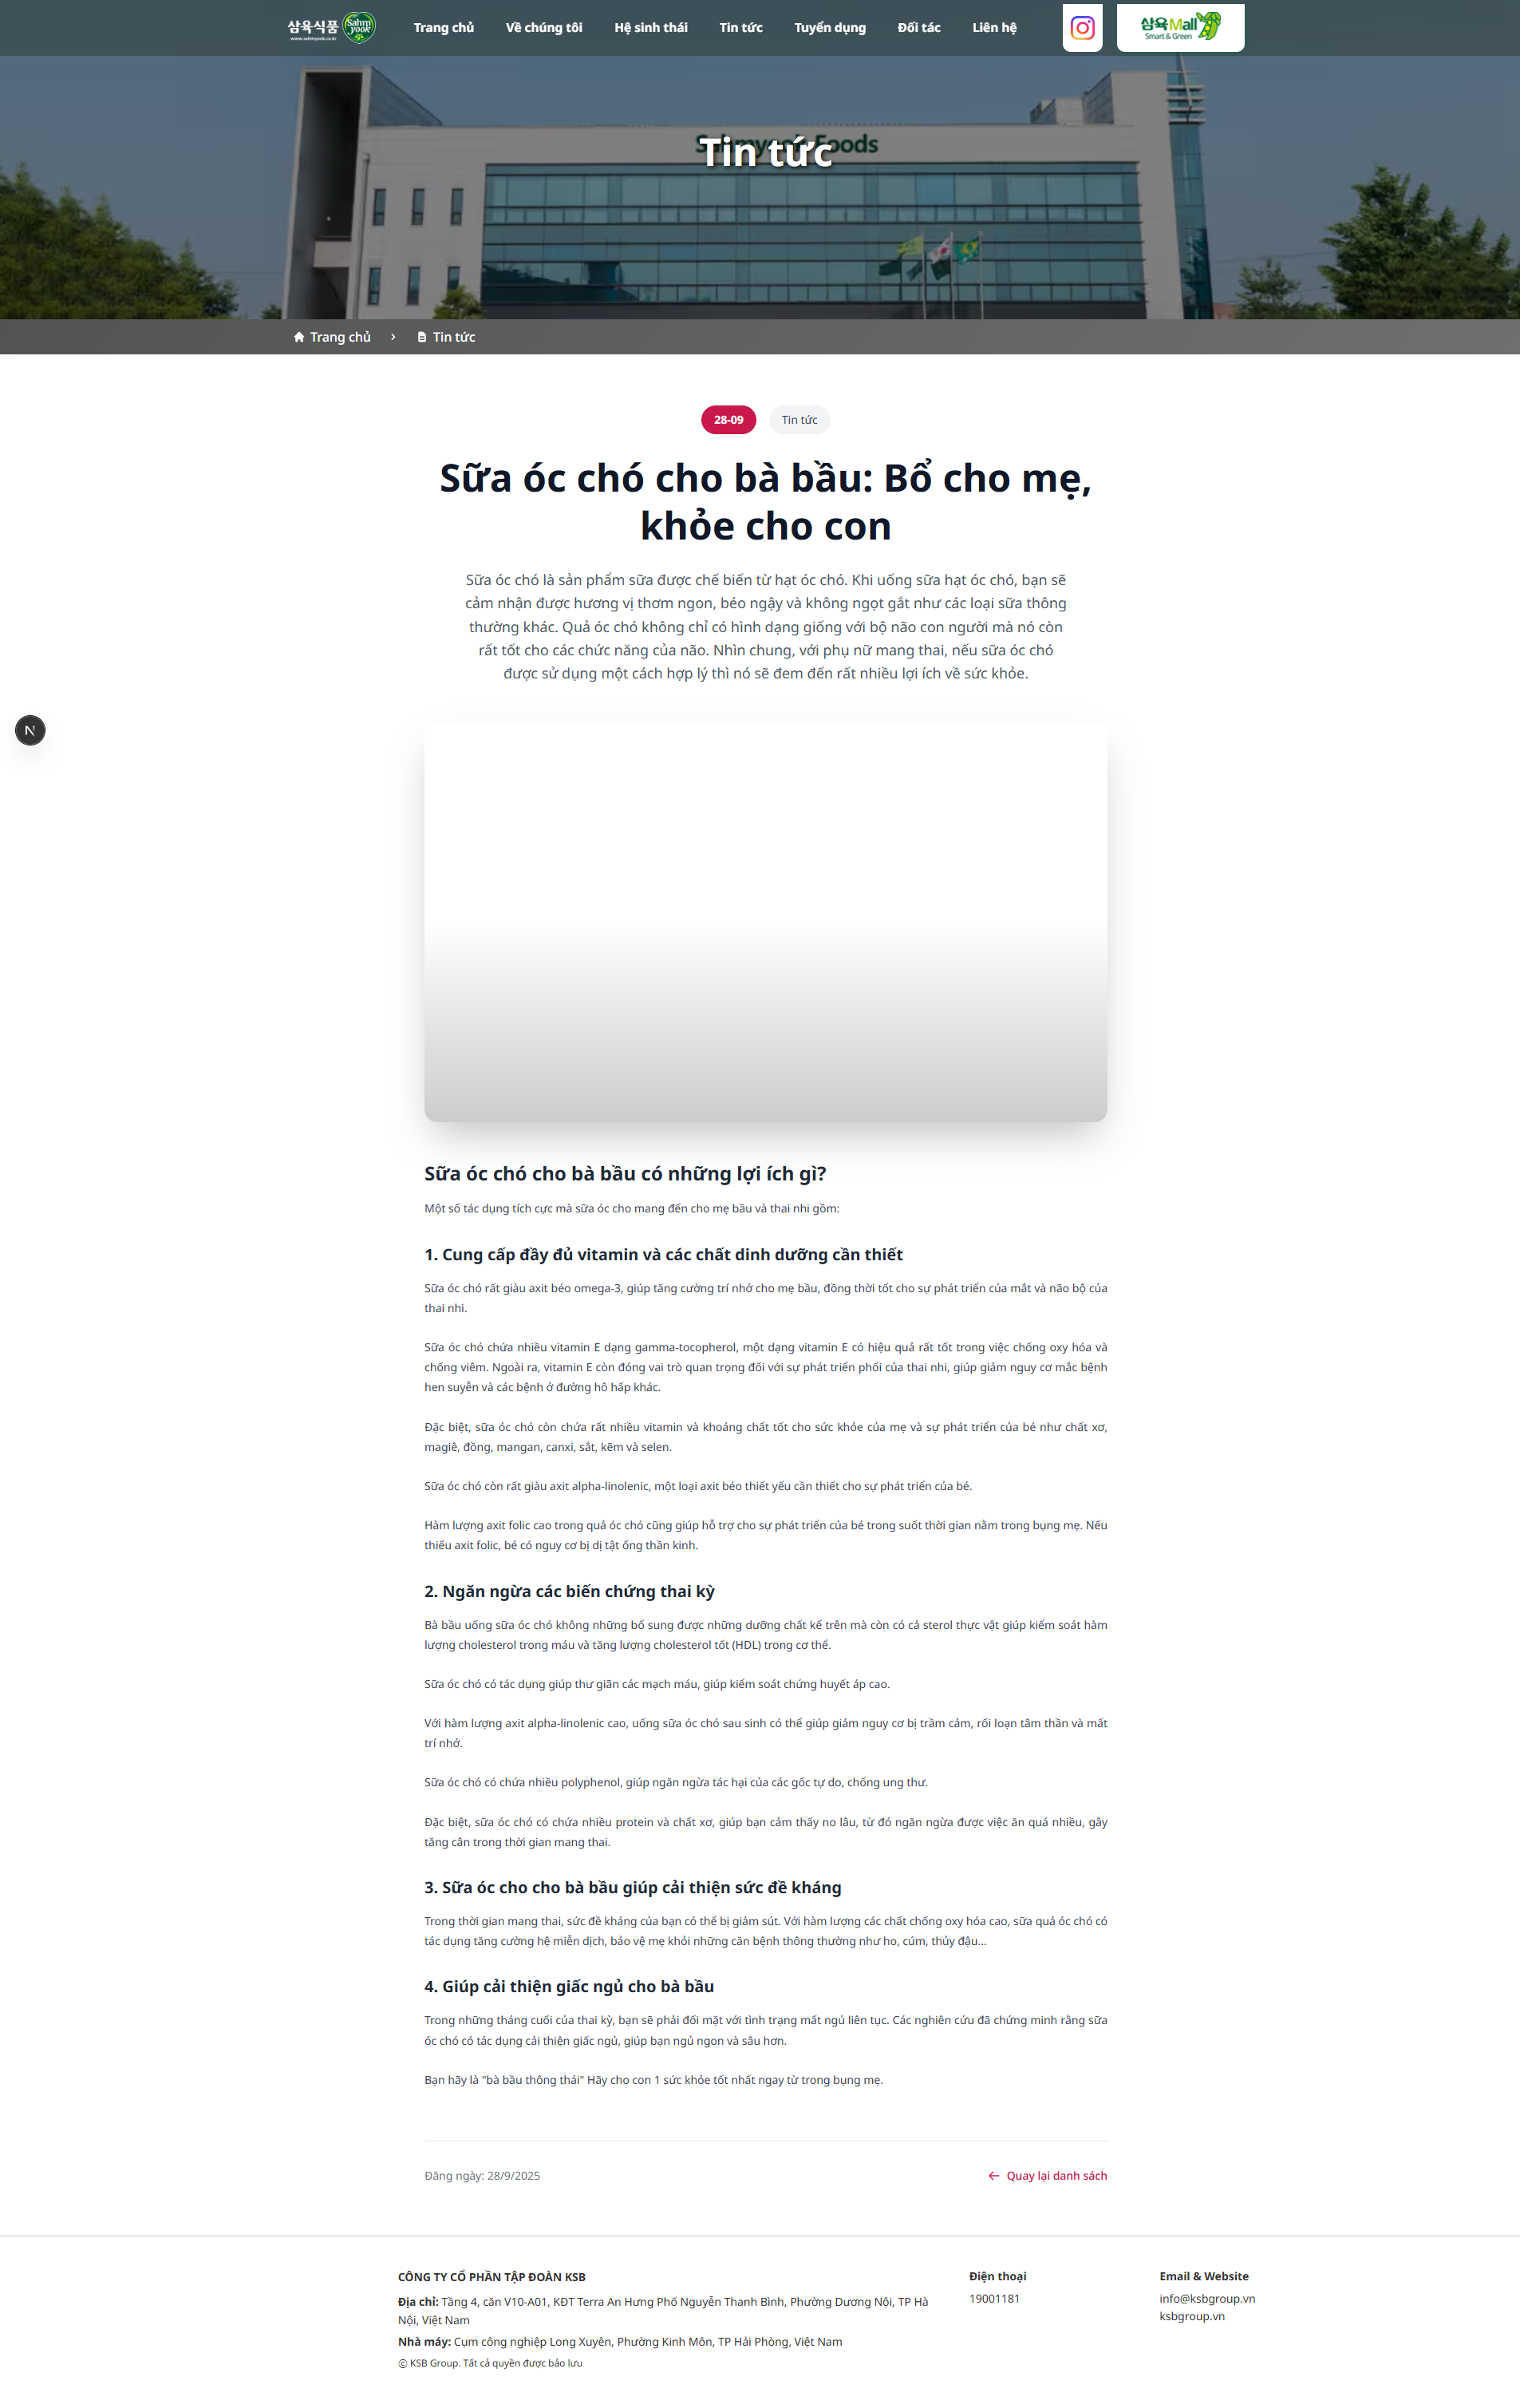 삼육식품
www.sahmyook.co.kr
Sahm
yook
Trang chủ
Về chúng tôi
Hệ sinh thái
Tin tức
Tuyển dụng
Đối tác
Liên hệ
삼육Mall
Smart & Green
Tin tức
Trang chủ
Tin tức
28-09
Tin tức
Sữa óc chó cho bà bầu: Bổ cho mẹ,
khỏe cho con
Sữa óc chó là sản phẩm sữa được chế biến từ hạt óc chó. Khi uống sữa hạt óc chó, bạn sẽ
cảm nhận được hương vị thơm ngon, béo ngậy và không ngọt gắt như các loại sữa thông
thường khác. Quả óc chó không chỉ có hình dạng giống với bộ não con người mà nó còn
rất tốt cho các chức năng của não. Nhìn chung, với phụ nữ mang thai, nếu sữa óc chó
được sử dụng một cách hợp lý thì nó sẽ đem đến rất nhiều lợi ích về sức khỏe.
N
Sữa óc chó cho bà bầu có những lợi ích gì?
Một số tác dụng tích cực mà sữa óc cho mang đến cho mẹ bầu và thai nhi gồm:
1. Cung cấp đầy đủ vitamin và các chất dinh dưỡng cần thiết
Sữa óc chó rất giàu axit béo omega-3, giúp tăng cường trí nhớ cho mẹ bầu, đồng thời tốt cho sự phát triển của mắt và não bộ của
thai nhi.
Sữa óc chó chứa nhiều vitamin E dạng gamma-tocopherol, một dạng vitamin E có hiệu quả rất tốt trong việc chống oxy hóa và
chống viêm. Ngoài ra, vitamin E còn đóng vai trò quan trọng đối với sự phát triển phổi của thai nhi, giúp giảm nguy cơ mắc bệnh
hen suyễn và các bệnh ở đường hô hấp khác.
Đặc biệt, sữa óc chó còn chứa rất nhiều vitamin và khoáng chất tốt cho sức khỏe của mẹ và sự phát triển của bé như chất xơ,
magiê, đồng, mangan, canxi, sắt, kẽm và selen.
Sữa óc chó còn rất giàu axit alpha-linolenic, một loại axit béo thiết yếu cần thiết cho sự phát triển của bé.
Hàm lượng axit folic cao trong quả óc chó cũng giúp hỗ trợ cho sự phát triển của bé trong suốt thời gian nằm trong bụng mẹ. Nếu
thiếu axit folic, bé có nguy cơ bị dị tật ống thần kinh.
2. Ngăn ngừa các biến chứng thai kỳ
Bà bầu uống sữa óc chó không những bổ sung được những dưỡng chất kể trên mà còn có cả sterol thực vật giúp kiểm soát hàm
lượng cholesterol trong máu và tăng lượng cholesterol tốt (HDL) trong cơ thể.
Sữa óc chó có tác dụng giúp thư giãn các mạch máu, giúp kiểm soát chứng huyết áp cao.
Với hàm lượng axit alpha-linolenic cao, uống sữa óc chó sau sinh có thể giúp giảm nguy cơ bị trầm cảm, rối loạn tâm thần và mất
trí nhớ.
Sữa óc chó có chứa nhiều polyphenol, giúp ngăn ngừa tác hại của các gốc tự do, chống ung thư.
Đặc biệt, sữa óc chó có chứa nhiều protein và chất xơ, giúp bạn cảm thấy no lâu, từ đó ngăn ngừa được việc ăn quá nhiều, gây
tăng cân trong thời gian mang thai.
3. Sữa óc cho cho bà bầu giúp cải thiện sức đề kháng
Trong thời gian mang thai, sức đề kháng của bạn có thể bị giảm sút. Với hàm lượng các chất chống oxy hóa cao, sữa quả óc chó có
tác dụng tăng cường hệ miễn dịch, bảo vệ mẹ khỏi những căn bệnh thông thường như ho, cúm, thủy đậu...
4. Giúp cải thiện giấc ngủ cho bà bầu
Trong những tháng cuối của thai kỳ, bạn sẽ phải đối mặt với tình trạng mất ngủ liên tục. Các nghiên cứu đã chứng minh rằng sữa
óc chó có tác dụng cải thiện giấc ngủ, giúp bạn ngủ ngon và sâu hơn.
Bạn hãy là "bà bầu thông thái" Hãy cho con 1 sức khỏe tốt nhất ngay từ trong bụng mẹ.
Đăng ngày: 28/9/2025
Quay lại danh sách
CÔNG TY CỔ PHẦN TẬP ĐOÀN KSB
Địa chỉ: Tầng 4, căn V10-A01, KĐT Terra An Hưng Phố Nguyễn Thanh Bình, Phường Dương Nội, TP Hà
Nội, Việt Nam
Nhà máy: Cụm công nghiệp Long Xuyên, Phường Kinh Môn, TP Hải Phòng, Việt Nam
© KSB Group. Tất cả quyền được bảo lưu
Điện thoại
19001181
Email & Website
info@ksbgroup.vn
ksbgroup.vn